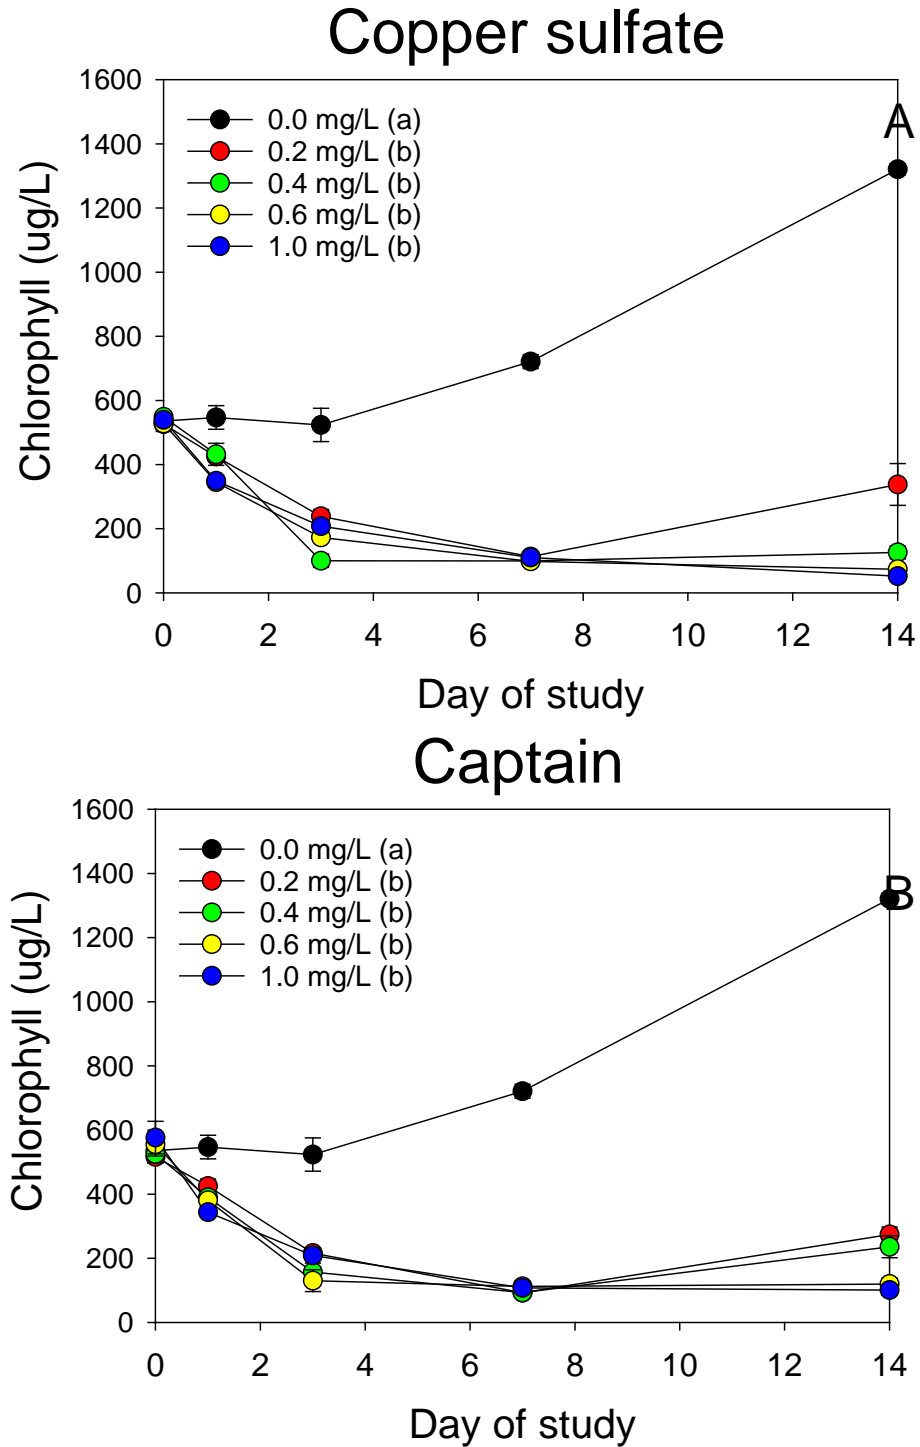 Copper sulfate
1600
1400
1200
1000
800
600
400
200
0
Chlorophyll (ug/L)
0.0 mg/L (a)
0.2 mg/L (b)
0.4 mg/L (b)
0.6 mg/L (b)
1.0 mg/L (b)
A
0 2 4 6 8 10 12 14
Day of study
Captain
1600
1400
1200
1000
800
600
400
200
0
Chlorophyll (ug/L)
0.0 mg/L (a)
0.2 mg/L (b)
0.4 mg/L (b)
0.6 mg/L (b)
1.0 mg/L (b)
B
0 2 4 6 8 10 12 14
Day of study